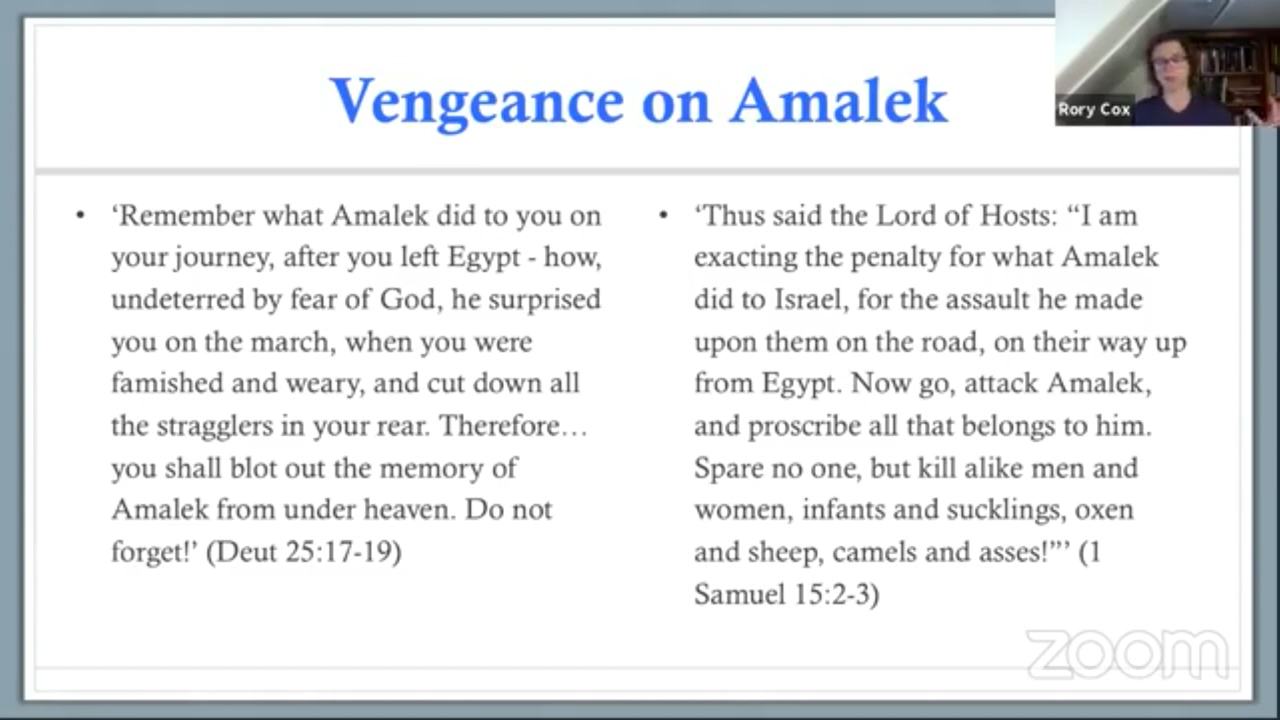 Vengeance on Amalek
Rory Cox
• ‘Remember what Amalek did to you on
your journey, after you left Egypt - how,
undeterred by fear of God, he surprised
you on the march, when you were
famished and weary, and cut down all
the stragglers in your rear. Therefore…
you shall blot out the memory of
Amalek from under heaven. Do not
forget!’ (Deut 25:17-19)
• ‘Thus said the Lord of Hosts: “I am
exacting the penalty for what Amalek
did to Israel, for the assault he made
upon them on the road, on their way up
from Egypt. Now go, attack Amalek,
and proscribe all that belongs to him.
Spare no one, but kill alike men and
women, infants and sucklings, oxen
and sheep, camels and asses!”’ (1
Samuel 15:2-3)
zoom